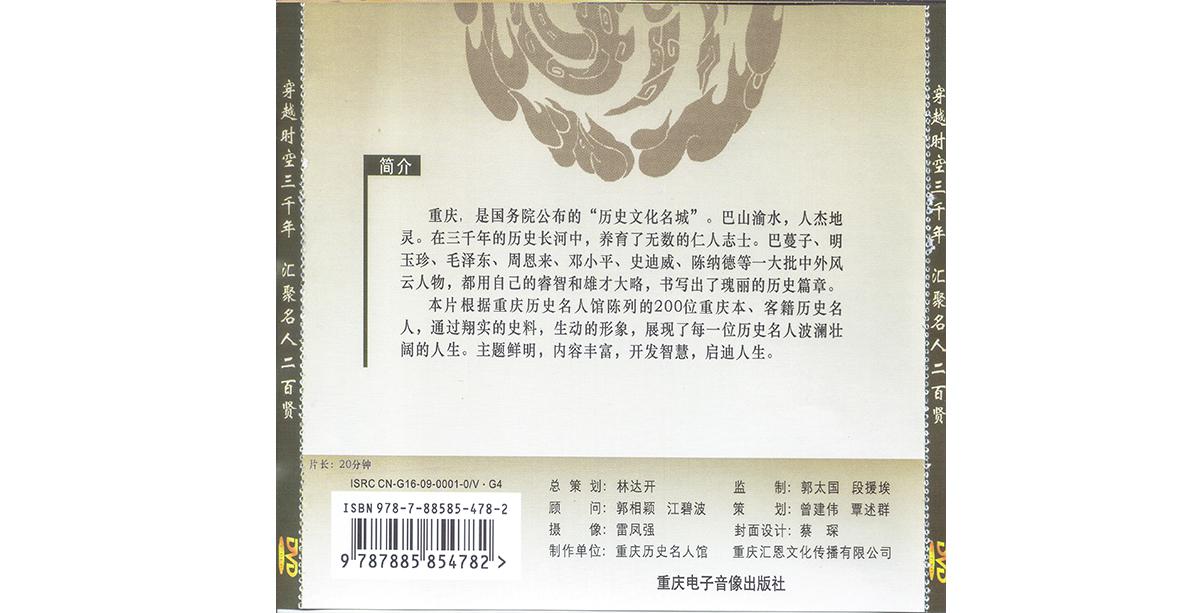 穿越时空三千年 汇聚名人二百贤
DVD
简介
重庆，是国务院公布的“历史文化名城”。巴山渝水，人杰地
灵。在三千年的历史长河中，养育了无数的仁人志士。巴蔓子、明
玉珍、毛泽东、周恩来、邓小平、史迪威、陈纳德等一大批中外风
云人物，都用自己的睿智和雄才大略，书写出了瑰丽的历史篇章。
本片根据重庆历史名人馆陈列的200位重庆本、客籍历史名
人，通过翔实的史料，生动的形象，展现了每一位历史名人波澜壮
阔的人生。主题鲜明，内容丰富，开发智慧，启迪人生。
片长：20分钟
ISRC CN-G16-09-0001-0/V·G4
ISBN 978-7-88585-478-2
9 787885 854782 >
总策划：林达开 监制：郭太国 段援埃
顾问：郭相颖 江碧波 策划：曾建伟 覃述群
摄像：雷凤强 封面设计：蔡琛
制作单位：重庆历史名人馆 重庆汇恩文化传播有限公司
重庆电子音像出版社
穿越时空三千年 汇聚名人二百贤
DVD